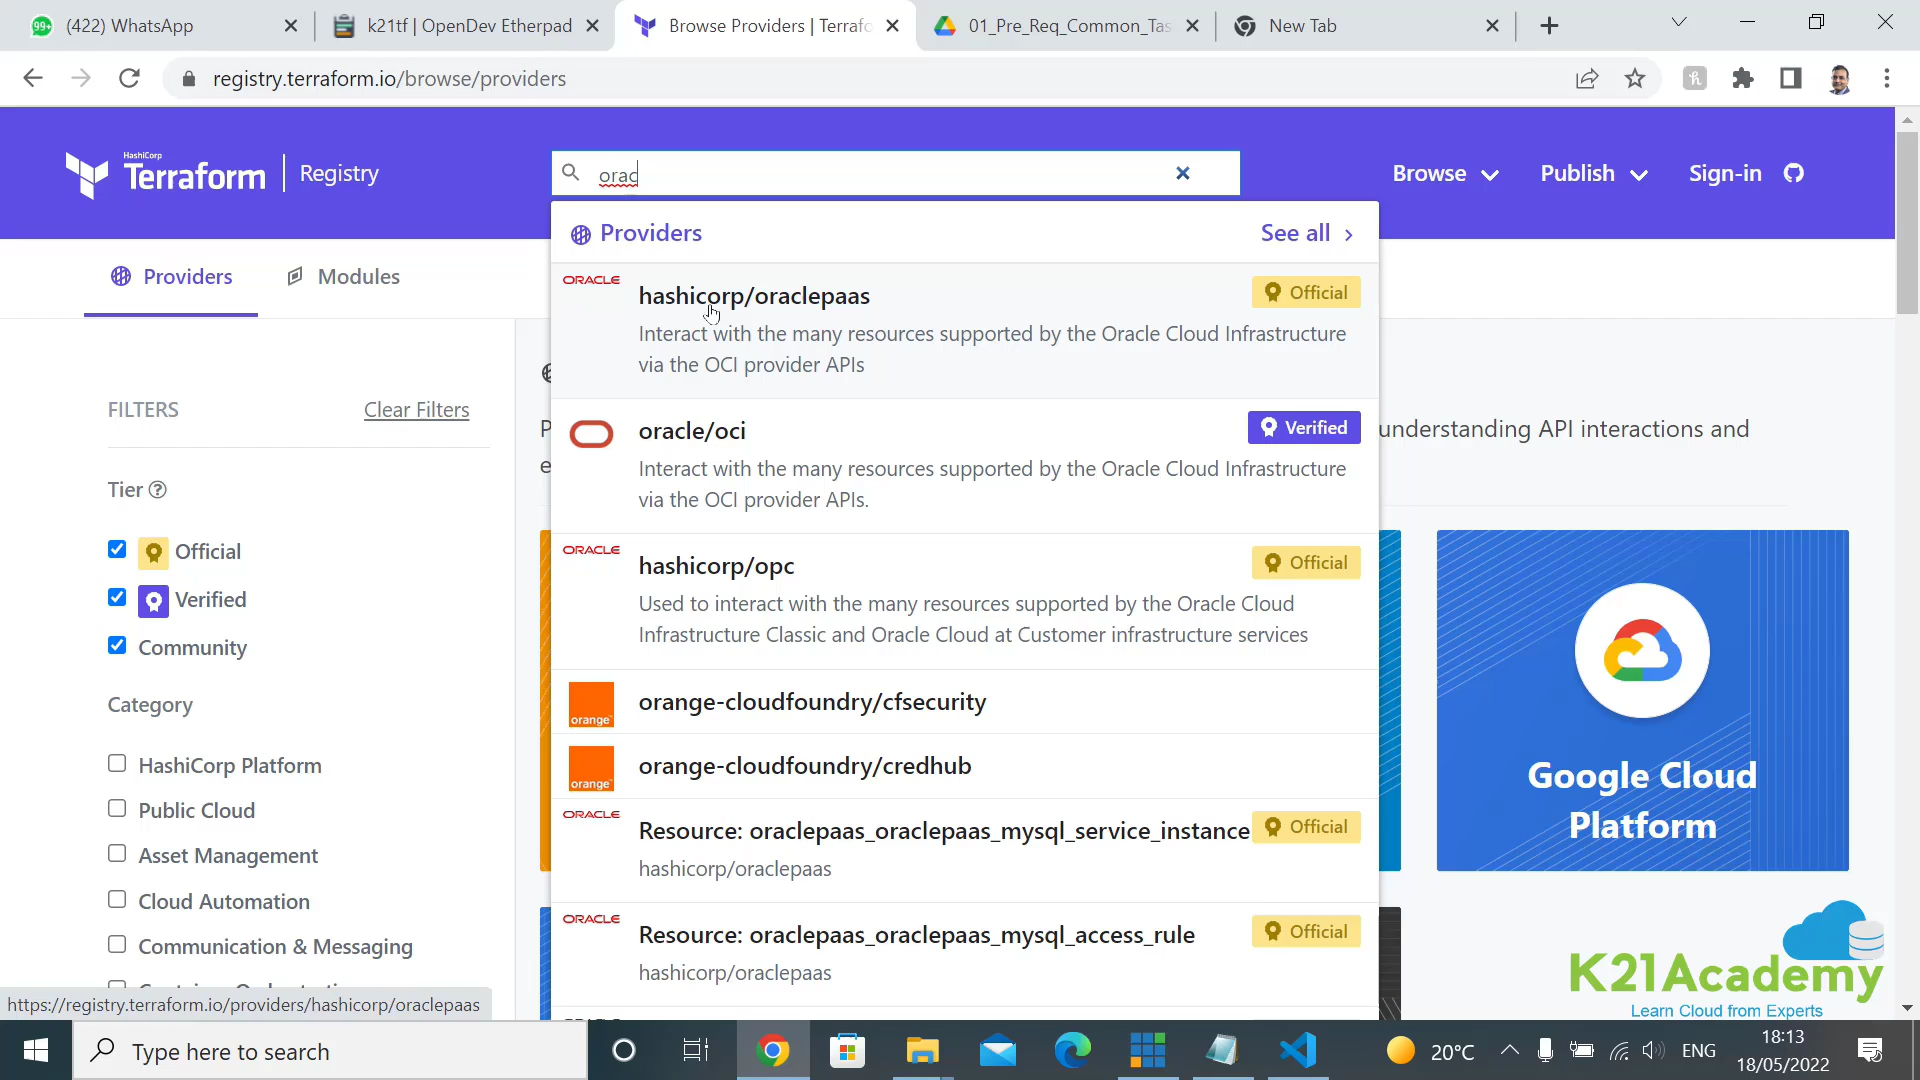 99+ (422) WhatsApp
k21tf | OpenDev Etherpad
Browse Providers | Terrafo
01_Pre_Req_Common_Tas
New Tab
registry.terraform.io/browse/providers
HashiCorp
Terraform
Registry
orac
Browse
Publish
Sign-in
Providers
See all
Providers
Modules
ORACLE
hashicorp/oraclepaas
Official
Interact with the many resources supported by the Oracle Cloud Infrastructure
via the OCI provider APIs
FILTERS
Clear Filters
oracle/oci
Verified
understanding API interactions and
Interact with the many resources supported by the Oracle Cloud Infrastructure
via the OCI provider APIs.
Tier
Official
Verified
Community
ORACLE
hashicorp/opc
Official
Used to interact with the many resources supported by the Oracle Cloud
Infrastructure Classic and Oracle Cloud at Customer infrastructure services
Category
HashiCorp Platform
Public Cloud
Asset Management
Cloud Automation
Communication & Messaging
orange
orange-cloudfoundry/cfsecurity
orange
orange-cloudfoundry/credhub
Google Cloud
Platform
ORACLE
Resource: oraclepaas_oraclepaas_mysql_service_instance
Official
hashicorp/oraclepaas
ORACLE
Resource: oraclepaas_oraclepaas_mysql_access_rule
Official
hashicorp/oraclepaas
K21Academy
Learn Cloud from Experts
https://registry.terraform.io/providers/hashicorp/oraclepaas
Type here to search
20°C
ENG
18:13
18/05/2022